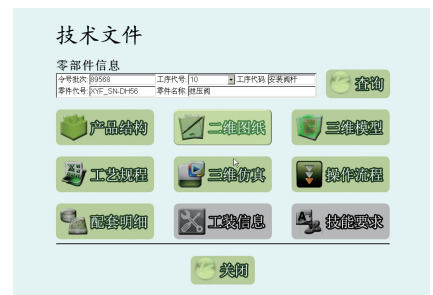 技术文件
零部件信息
令号批次: 89568 工序代号: 10 工序代码: 安装阀杆
零件代号: XYF_SN-DH56 零件名称: 泄压阀
查询
产品结构 二维图纸 三维模型
工艺规程 三维仿真 操作流程
配套明细 工装信息 技能要求
关闭